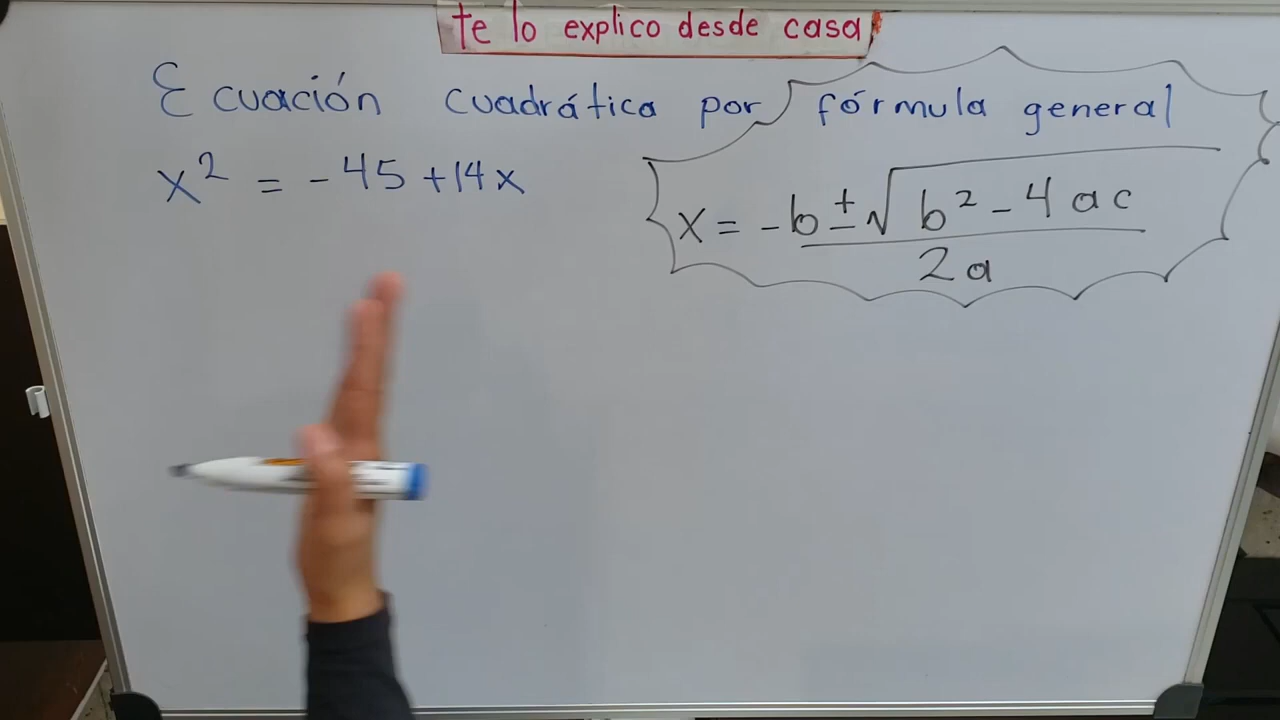 te lo explico desde casa
Ecuación cuadrática por fórmula general
x² = -45 +14x
x = -b ± √b² - 4ac
2a